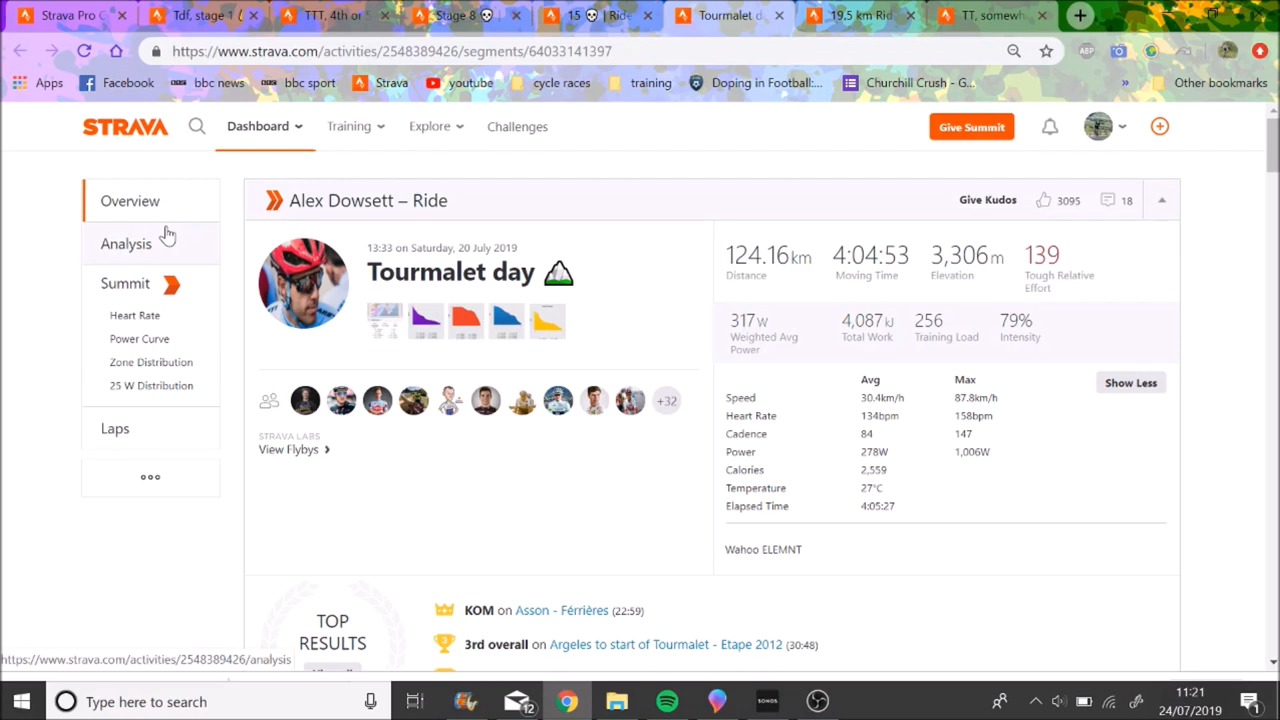 Strava Pro C
Tdf, stage 1 (
TTT, 4th or 5
Stage 8
15 | Ride
Tourmalet d
19.5 km Rid
TT, somewh
https://www.strava.com/activities/2548389426/segments/64033141397
ABP
Apps
Facebook
BBC bbc news
BBC bbc sport
Strava
youtube
cycle races
training
Doping in Football:...
Churchill Crush - G...
»
Other bookmarks
STRAVA
Dashboard
Training
Explore
Challenges
Give Summit
Overview
Analysis
Summit
Heart Rate
Power Curve
Zone Distribution
25 W Distribution
Laps
Alex Dowsett – Ride
Give Kudos
3095
18
13:33 on Saturday, 20 July 2019
Tourmalet day
+32
STRAVA LABS
View Flybys
124.16km
Distance
4:04:53
Moving Time
3,306m
Elevation
139
Tough Relative
Effort
317W
Weighted Avg
Power
4,087kJ
Total Work
256
Training Load
79%
Intensity
Avg Max
Show Less
Speed 30.4km/h 87.8km/h
Heart Rate 134bpm 158bpm
Cadence 84 147
Power 278W 1,006W
Calories 2,559
Temperature 27°C
Elapsed Time 4:05:27
Wahoo ELEMNT
TOP
RESULTS
KOM on Asson - Férrières (22:59)
3rd overall on Argeles to start of Tourmalet - Etape 2012 (30:48)
https://www.strava.com/activities/2548389426/analysis
Type here to search
12
SONOS
11:21
24/07/2019
1